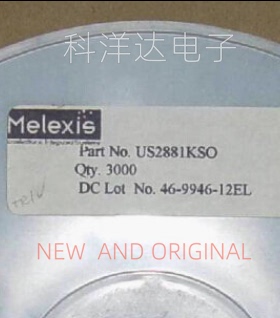 科洋达电子
Melexis
Part No. US2881KSO
Qty. 3000
DC Lot No. 46-9946-12EL
NEW AND ORIGINAL